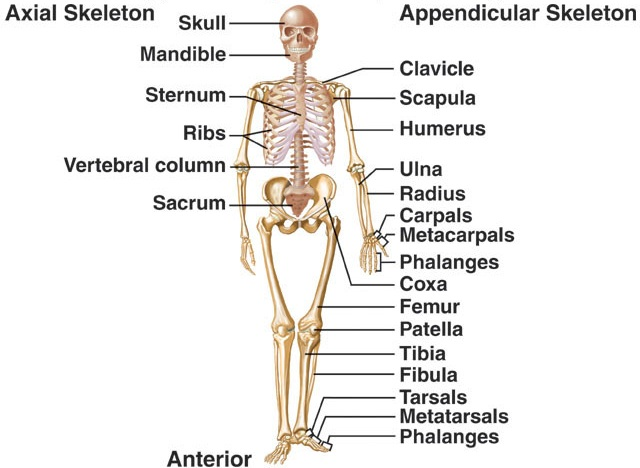 Axial Skeleton
Appendicular Skeleton
Skull
Mandible
Sternum
Ribs
Vertebral column
Sacrum
Clavicle
Scapula
Humerus
Ulna
Radius
Carpals
Metacarpals
Phalanges
Coxa
Femur
Patella
Tibia
Fibula
Tarsals
Metatarsals
Phalanges
Anterior